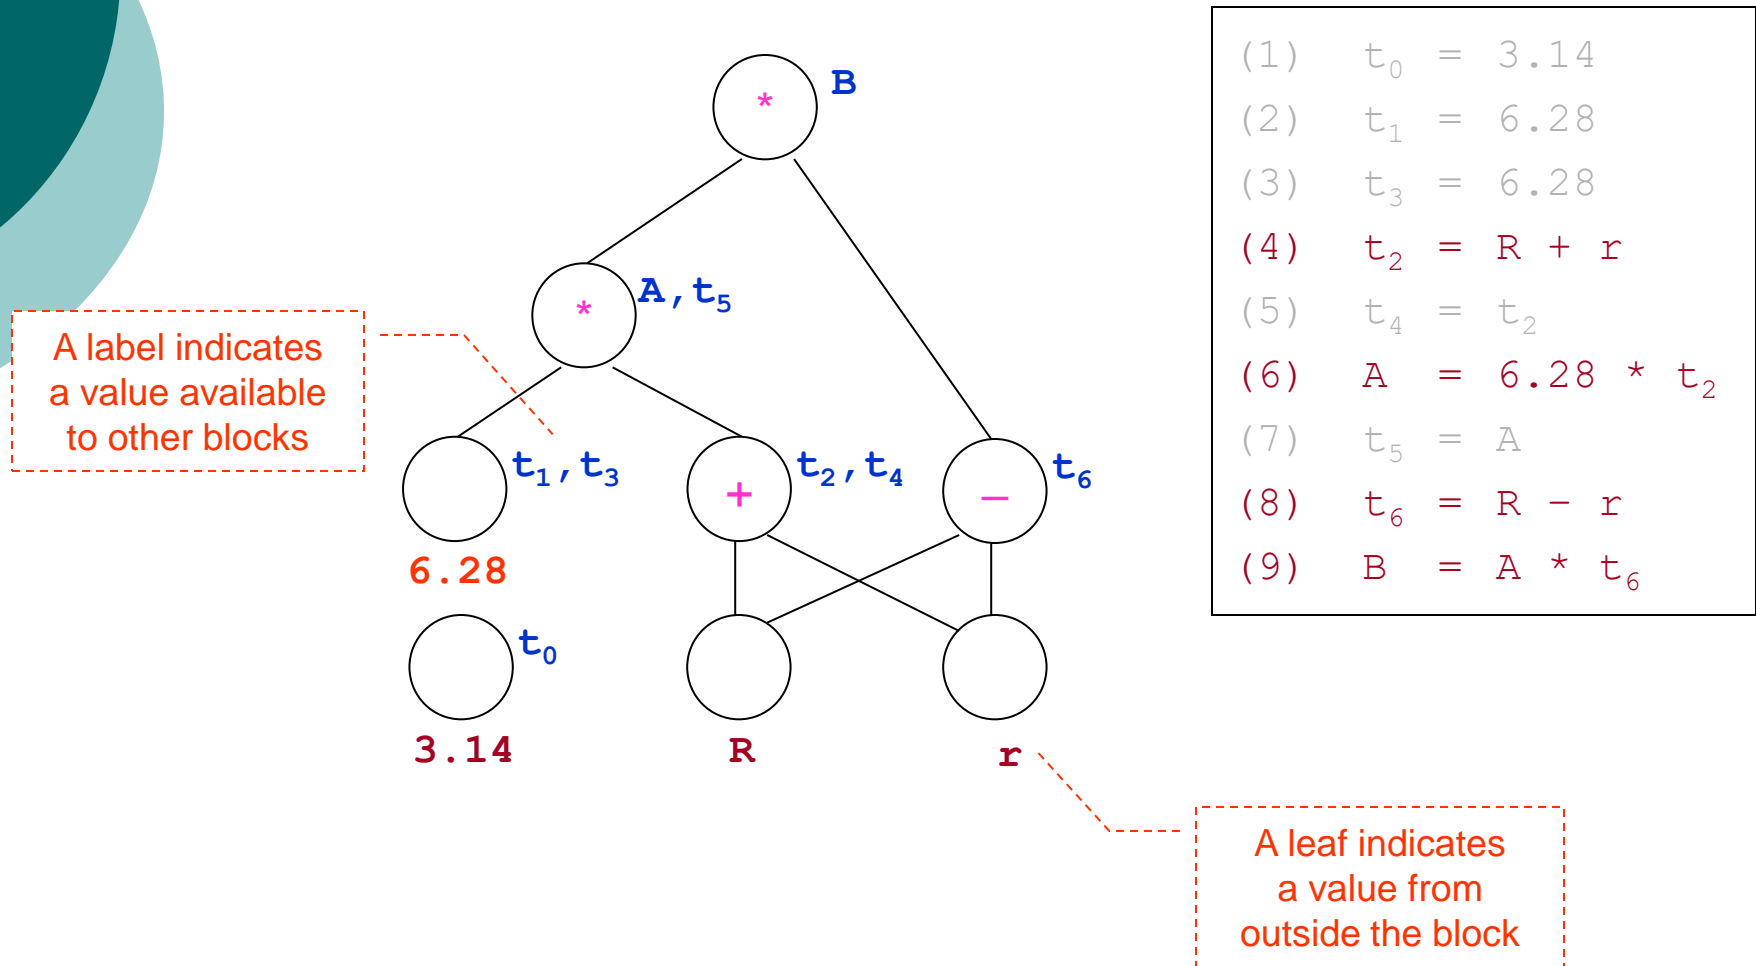 * B
* A,t5
A label indicates
a value available
to other blocks
t1,t3
+ t2,t4
– t6
6.28
t0
3.14
R
r
A leaf indicates
a value from
outside the block
(1) t0 = 3.14
(2) t1 = 6.28
(3) t3 = 6.28
(4) t2 = R + r
(5) t4 = t2
(6) A = 6.28 * t2
(7) t5 = A
(8) t6 = R – r
(9) B = A * t6